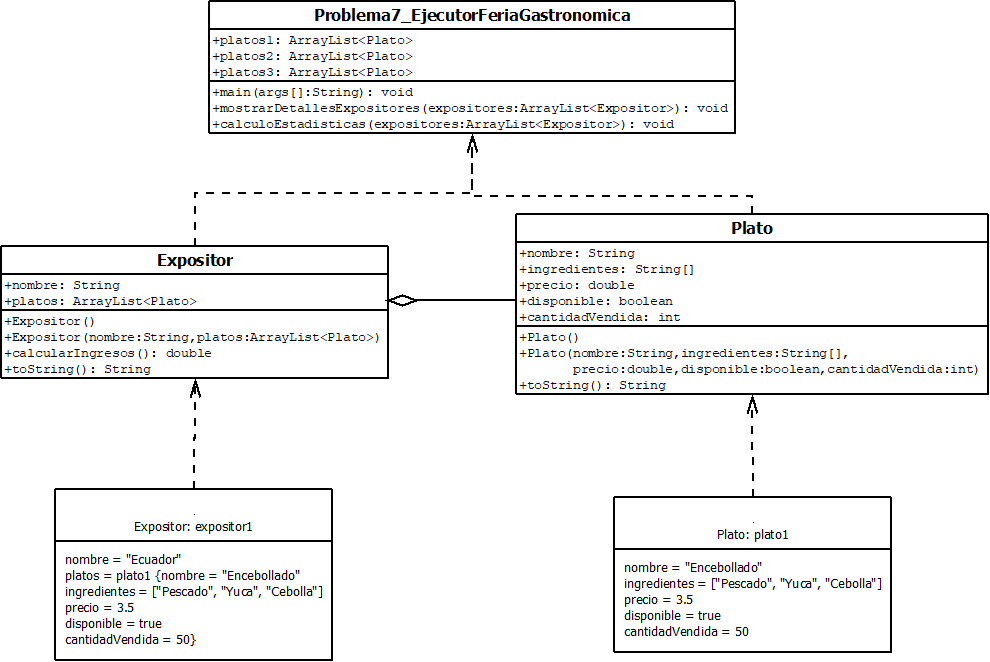 Problema7_EjecutorFeriaGastronomica
+platos1: ArrayList<Plato>
+platos2: ArrayList<Plato>
+platos3: ArrayList<Plato>
+main(args[]:String): void
+mostrarDetallesExpositores(expositores:ArrayList<Expositor>): void
+calculoEstadisticas(expositores:ArrayList<Expositor>): void
Expositor
+nombre: String
+platos: ArrayList<Plato>
+Expositor()
+Expositor(nombre:String,platos:ArrayList<Plato>)
+calcularIngresos(): double
+toString(): String
Plato
+nombre: String
+ingredientes: String[]
+precio: double
+disponible: boolean
+cantidadVendida: int
+Plato()
+Plato(nombre:String,ingredientes:String[],
precio:double,disponible:boolean,cantidadVendida:int)
+toString(): String
.
Expositor: expositor1
nombre = "Ecuador"
platos = plato1 {nombre = "Encebollado"
ingredientes = ["Pescado", "Yuca", "Cebolla"]
precio = 3.5
disponible = true
cantidadVendida = 50}
.
Plato: plato1
nombre = "Encebollado"
ingredientes = ["Pescado", "Yuca", "Cebolla"]
precio = 3.5
disponible = true
cantidadVendida = 50